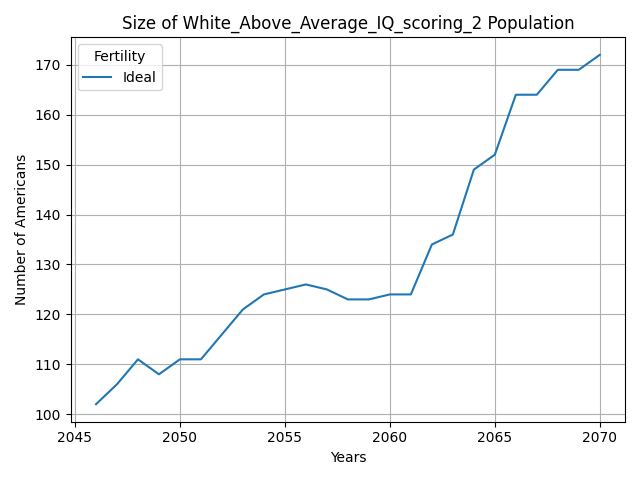 Size of White_Above_Average_IQ_scoring_2 Population
Fertility
Ideal
Number of Americans
170
160
150
140
130
120
110
100
2045 2050 2055 2060 2065 2070
Years